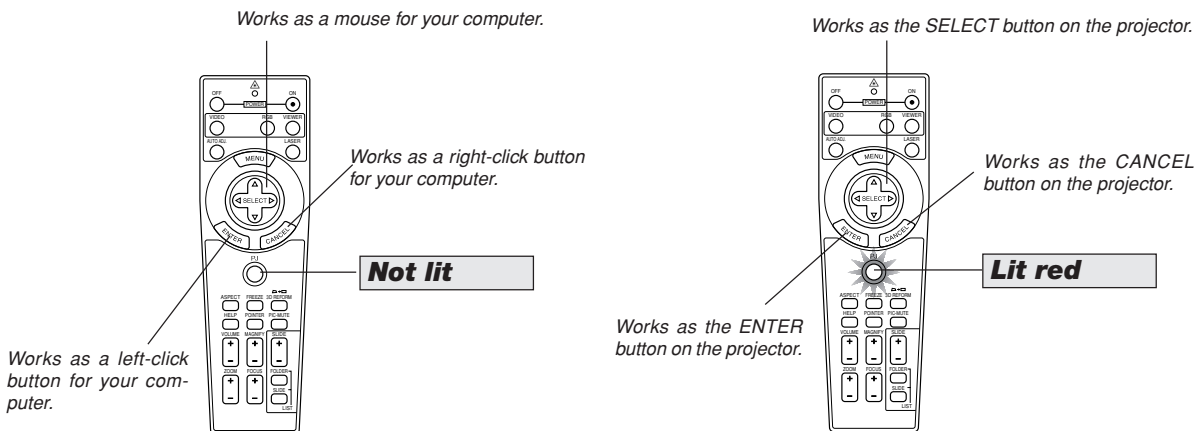 Works as a mouse for your computer.
OFF ON
POWER
VIDEO RGB VIEWER
AUTO ADJ. LASER
MENU
SELECT
ENTER CANCEL
PJ
ASPECT FREEZE 3D REFORM
HELP POINTER PIC-MUTE
VOLUME MAGNIFY SLIDE
+ + +
- - -
ZOOM FOCUS FOLDER
+ +
SLIDE
- -
LIST
Works as a right-click button
for your computer.
Not lit
Works as a left-click
button for your com-
puter.
Works as the SELECT button on the projector.
OFF ON
POWER
VIDEO RGB VIEWER
AUTO ADJ. LASER
MENU
SELECT
ENTER CANCEL
PJ
ASPECT FREEZE 3D REFORM
HELP POINTER PIC-MUTE
VOLUME MAGNIFY SLIDE
+ + +
- - -
ZOOM FOCUS FOLDER
+ +
SLIDE
- -
LIST
Works as the CANCEL
button on the projector.
Lit red
Works as the ENTER
button on the projector.